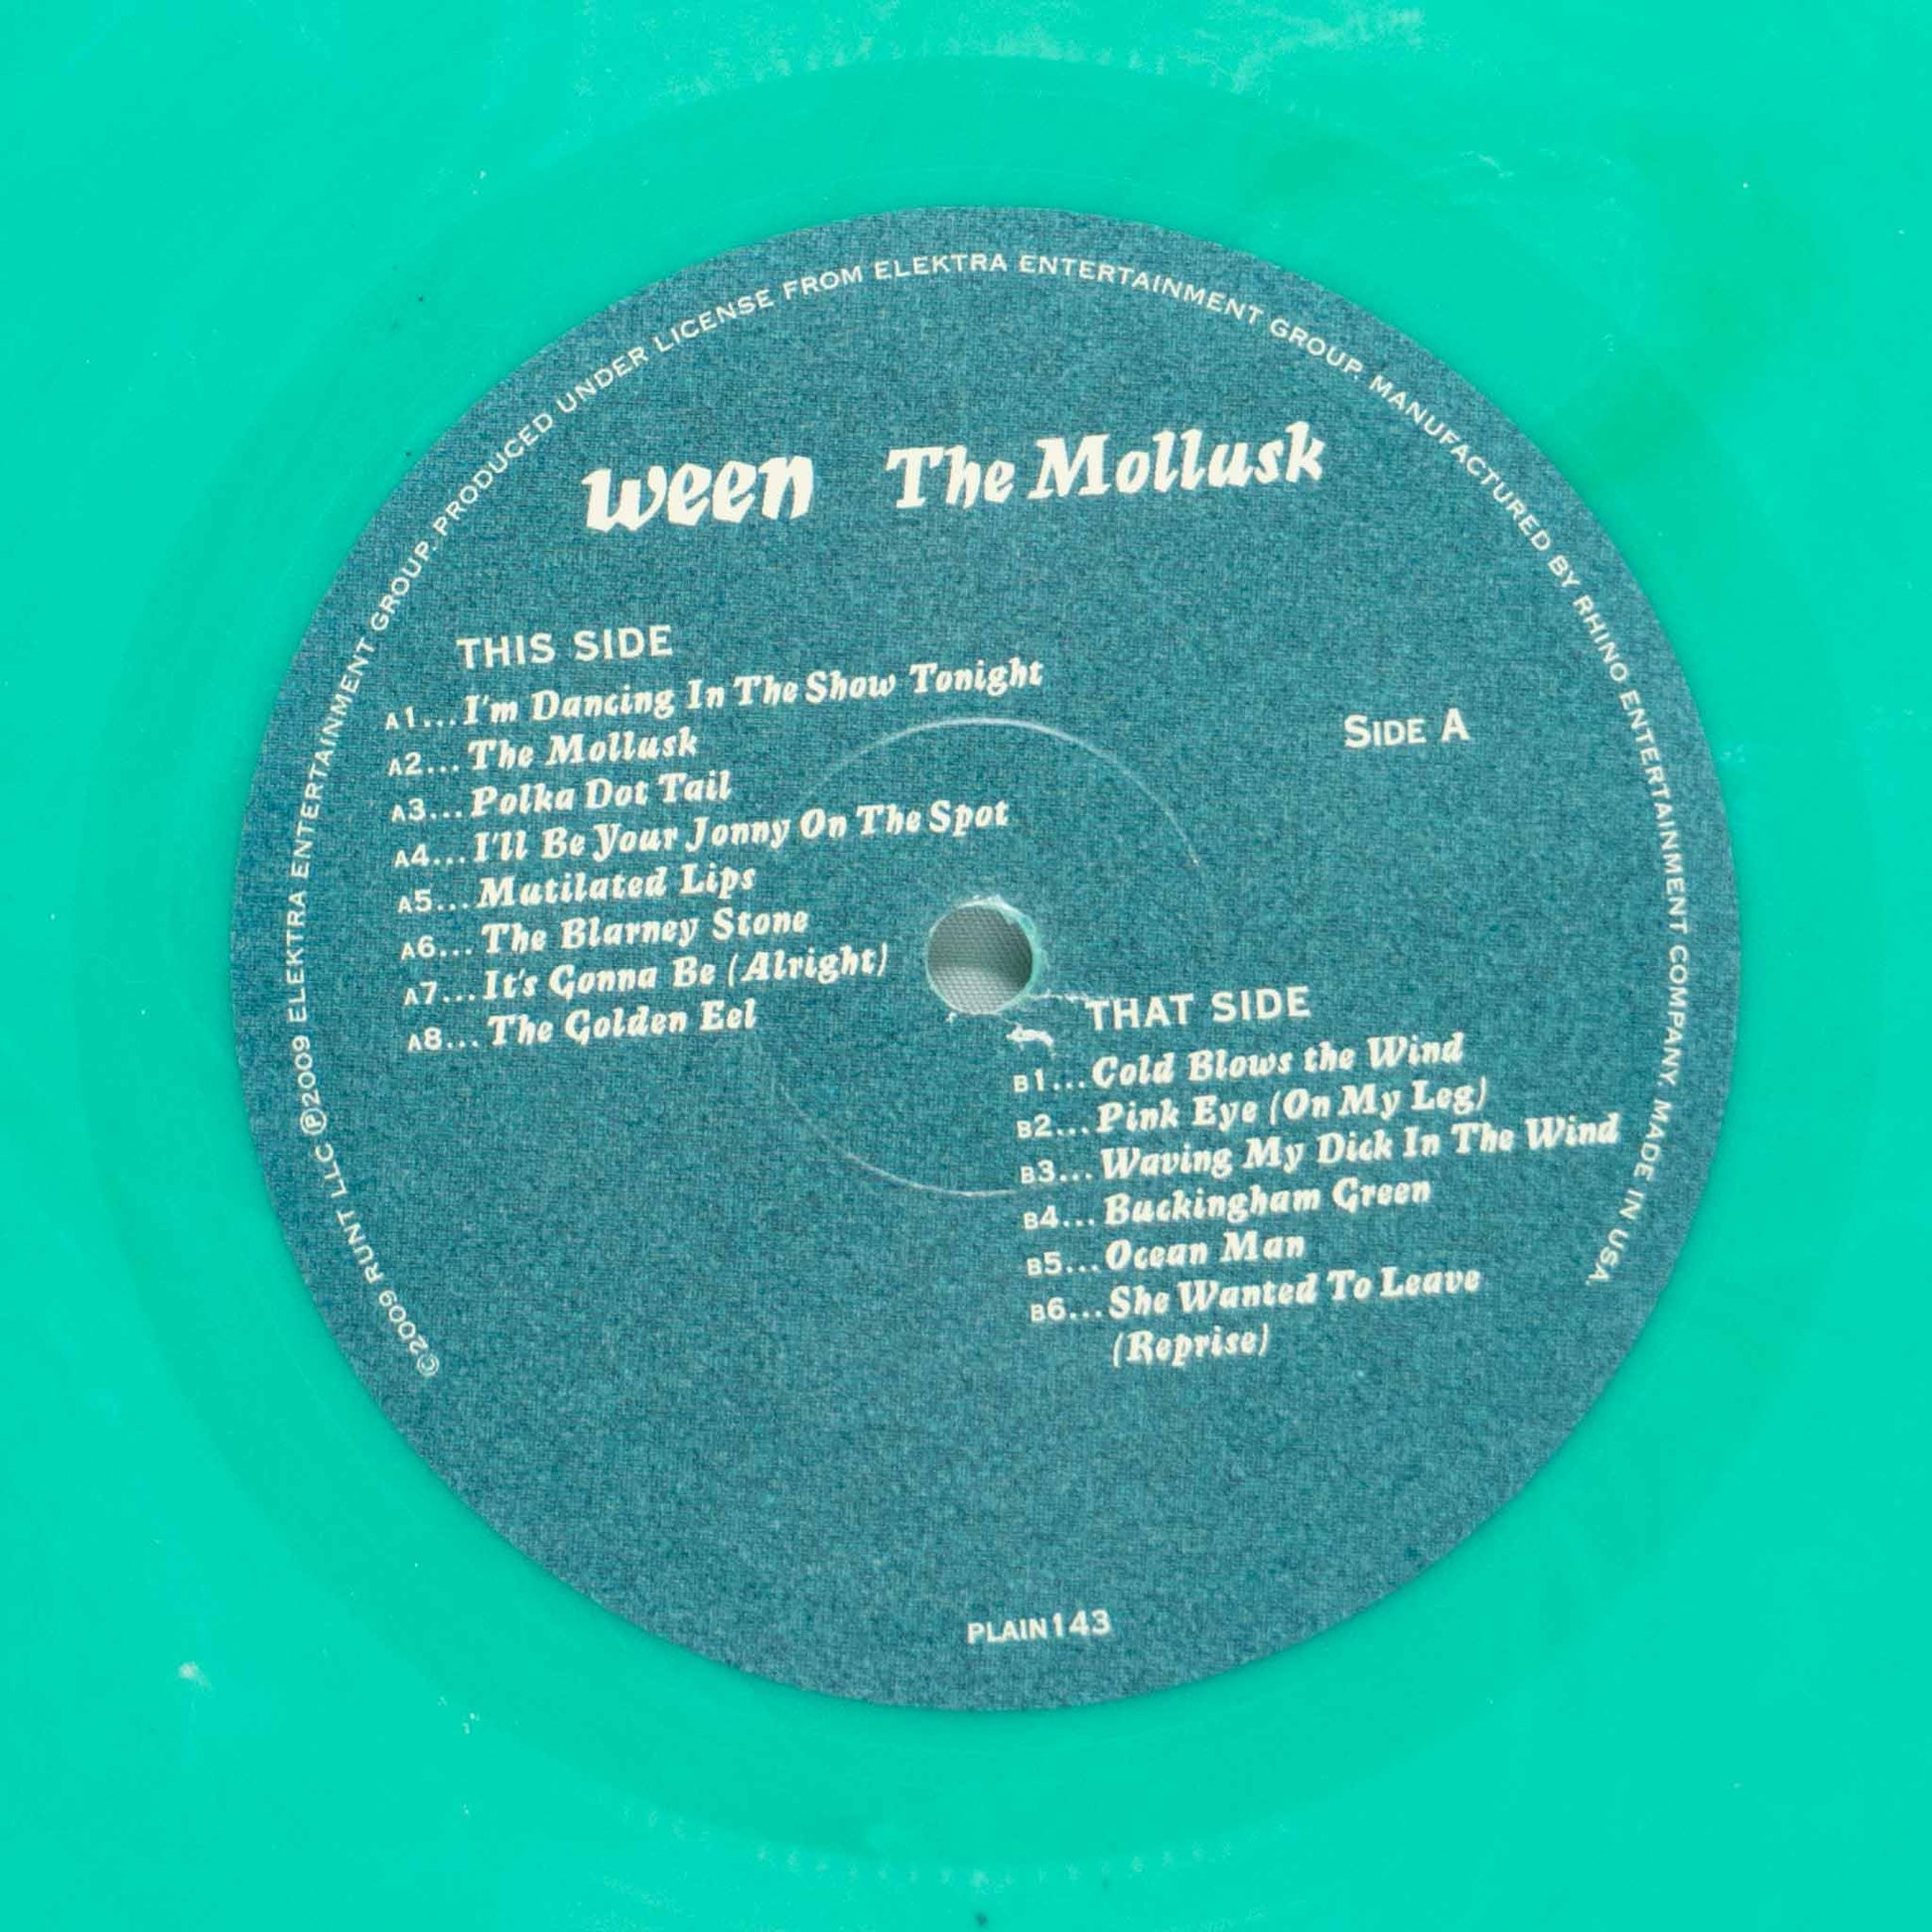 ©2009 RUNT LLC ℗2009 ELEKTRA ENTERTAINMENT GROUP. PRODUCED UNDER LICENSE FROM ELEKTRA ENTERTAINMENT GROUP. MANUFACTURED BY RHINO ENTERTAINMENT COMPANY. MADE IN USA
ween The Mollusk
THIS SIDE
A1...I'm Dancing In The Show Tonight
A2...The Mollusk
A3...Polka Dot Tail
A4...I'll Be Your Jonny On The Spot
A5...Mutilated Lips
A6...The Blarney Stone
A7...It's Gonna Be (Alright)
A8...The Golden Eel
SIDE A
THAT SIDE
B1...Cold Blows the Wind
B2...Pink Eye (On My Leg)
B3...Waving My Dick In The Wind
B4...Buckingham Green
B5...Ocean Man
B6...She Wanted To Leave
(Reprise)
PLAIN143